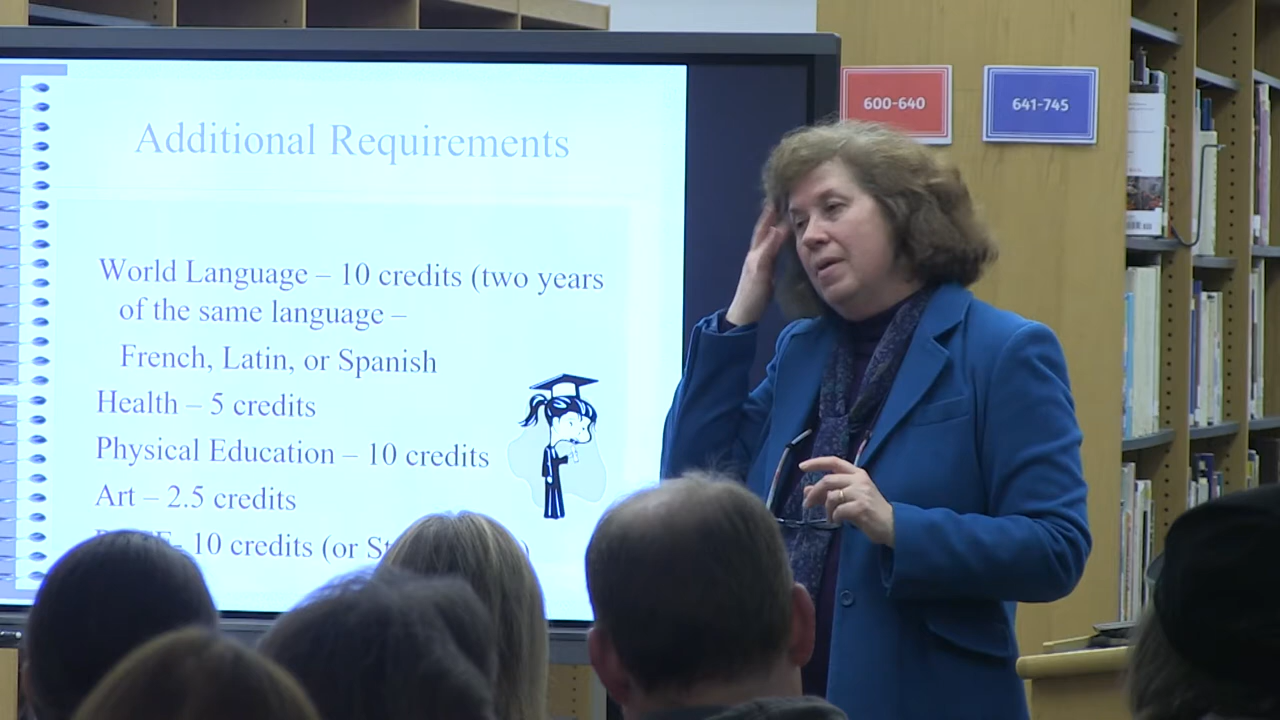 600-640
641-745
Additional Requirements
World Language – 10 credits (two years
of the same language –
French, Latin, or Spanish
Health – 5 credits
Physical Education – 10 credits
Art – 2.5 credits
10 credits (or